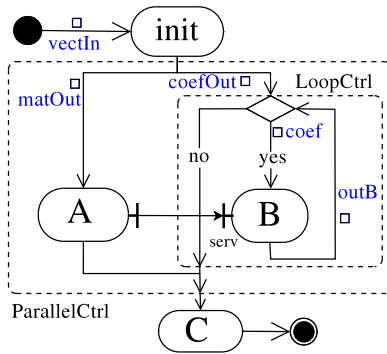 init
vectIn
coefOut
LoopCtrl
matOut
coef
no
yes
outB
A
B
serv
ParallelCtrl
C